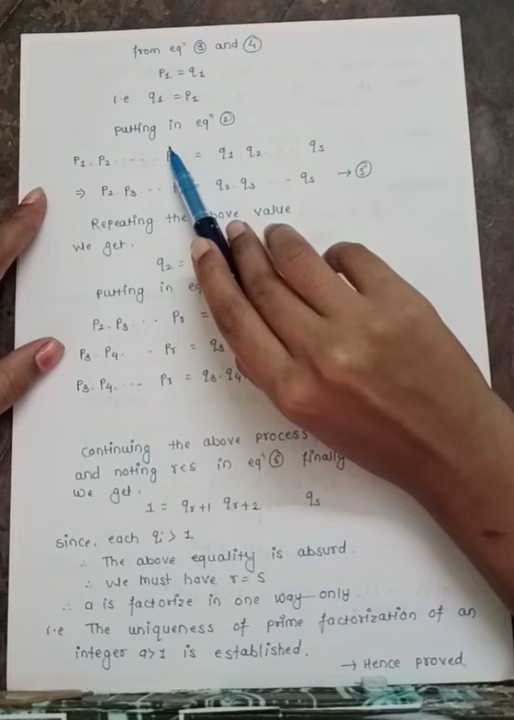 from eqⁿ ③ and ④
P₁ = q₁
i.e q₁ = P₁
putting in eqⁿ ②
P₁. P₂ ..... = q₁ q₂ ... qₛ
⇒ P₂ P₃ ... = q₂ q₃ ... qₛ → ⑤
Repeating the above value
we get.
q₂ =
putting in
P₂. P₃ ... Pᵣ =
P₃. P₄. . Pᵣ = q₃
P₃. P₄. ... Pᵣ = q₃. q₄.
continuing the above process
and noting r<s in eqⁿ ⑥ finally
we get.
1 = qᵣ₊₁ qᵣ₊₂ qₛ
since, each qᵢ > 1
∴ The above equality is absurd.
∴ We must have r = s
∴ a is factorize in one way only.
i.e The uniqueness of prime factorization of an
integer a>1 is established.
→ Hence proved.